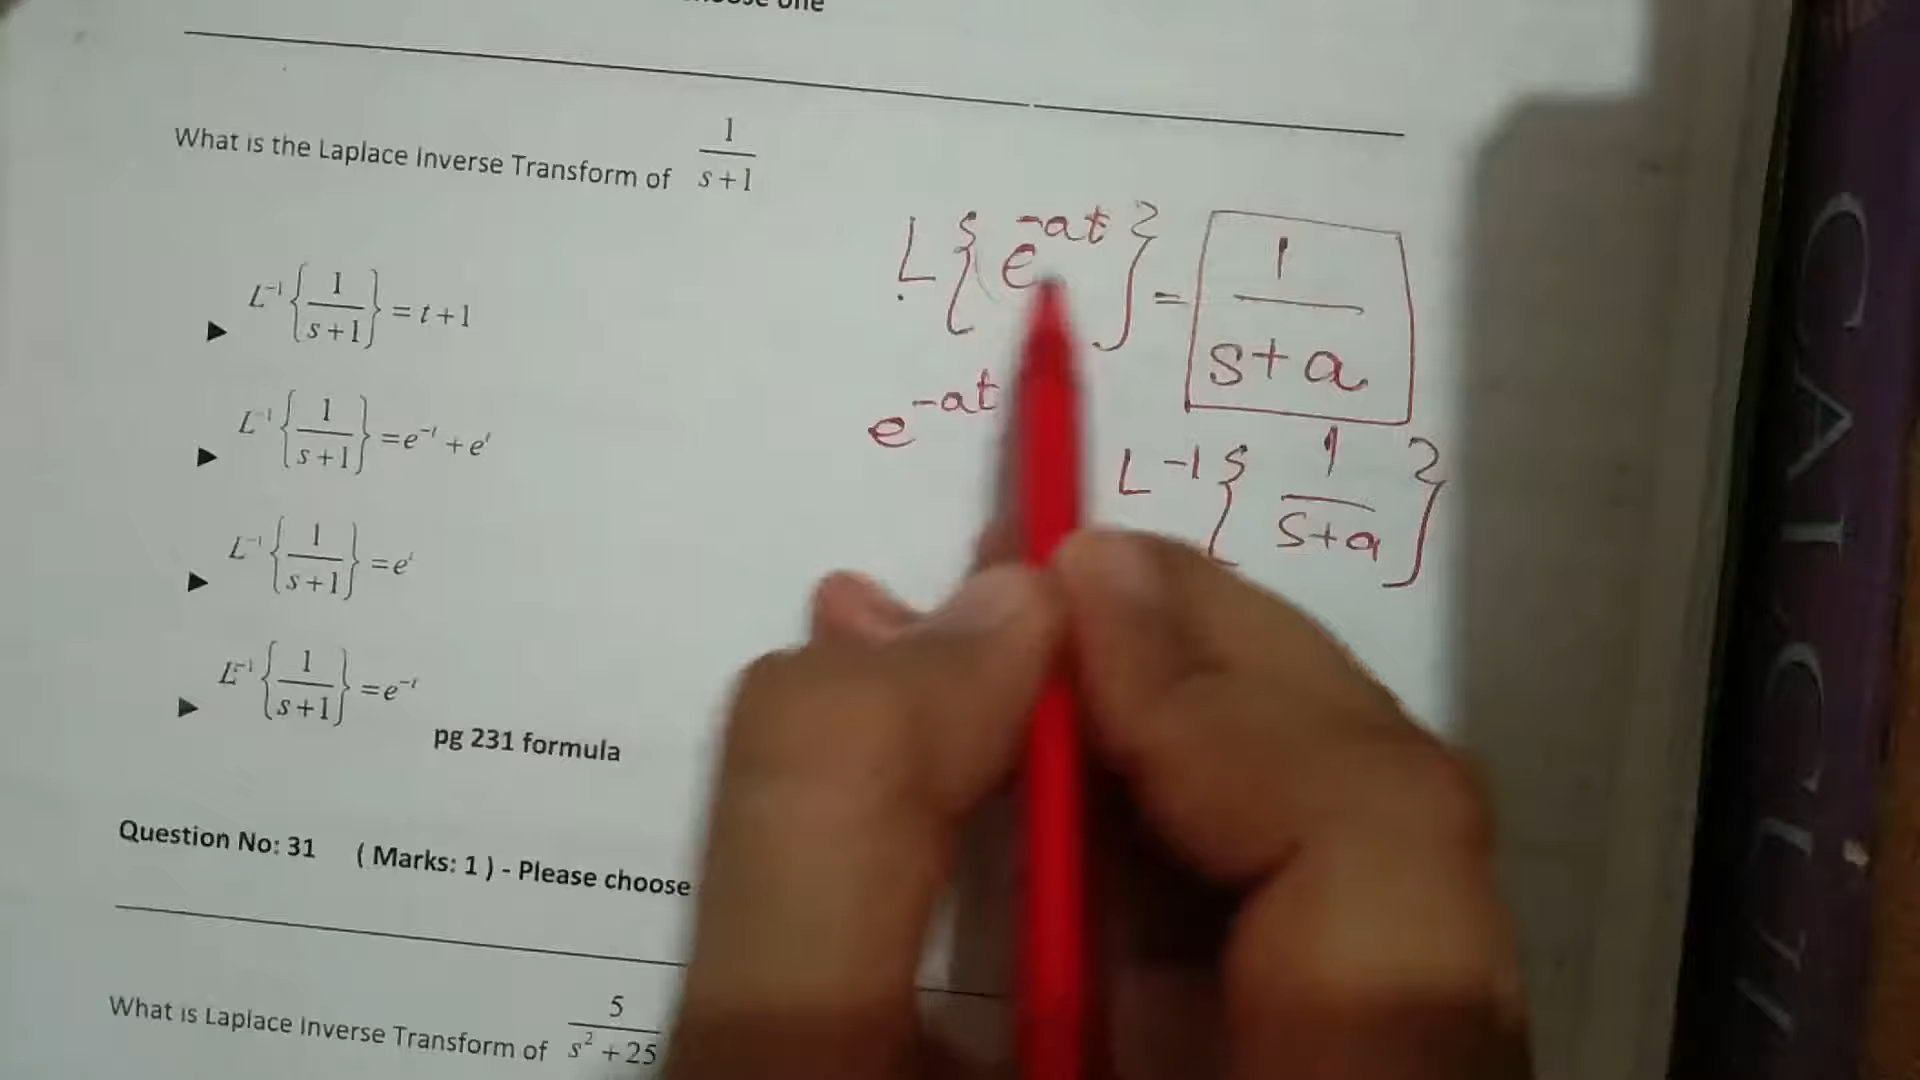 What is the Laplace Inverse Transform of 1/(s+1)
L⁻¹{1/(s+1)} = t+1
L⁻¹{1/(s+1)} = e⁻ᵗ + eᵗ
L⁻¹{1/(s+1)} = eᵗ
L⁻¹{1/(s+1)} = e⁻ᵗ
pg 231 formula
L{e^-at} = 1/(s+a)
e^-at
L⁻¹{1/(s+a)}
Question No: 31 ( Marks: 1 ) - Please choose
What is Laplace Inverse Transform of 5/(s²+25)